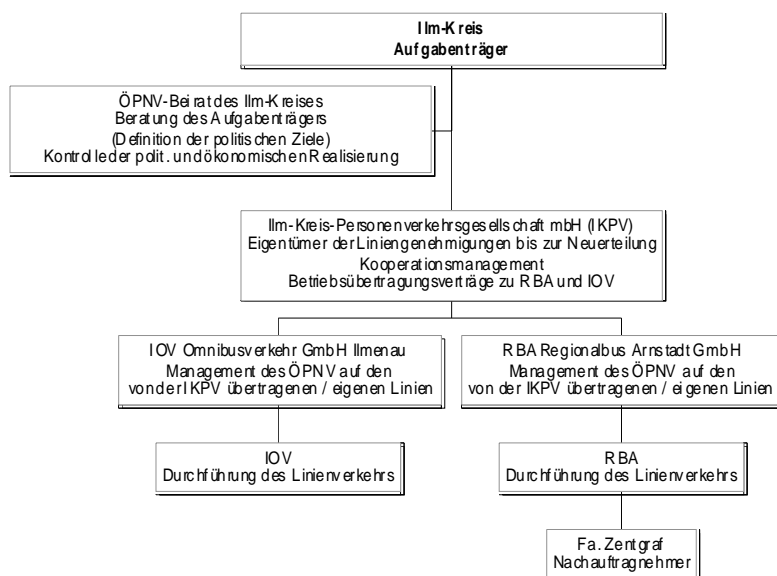 Ilm-Kreis
Aufgabenträger
ÖPNV-Beirat des Ilm-Kreises
Beratung des Aufgabenträgers
(Definition der politischen Ziele)
Kontrolle der polit. und ökonomischen Realisierung
Ilm-Kreis-Personenverkehrsgesellschaft mbH (IKPV)
Eigentümer der Liniengenehmigungen bis zur Neuerteilung
Kooperationsmanagement
Betriebsübertragungsverträge zu RBA und IOV
IOV Omnibusverkehr GmbH Ilmenau
Management des ÖPNV auf den
von der IKPV übertragenen / eigenen Linien
RBA Regionalbus Arnstadt GmbH
Management des ÖPNV auf den
von der IKPV übertragenen / eigenen Linien
IOV
Durchführung des Linienverkehrs
RBA
Durchführung des Linienverkehrs
Fa. Zentgraf
Nachauftragnehmer